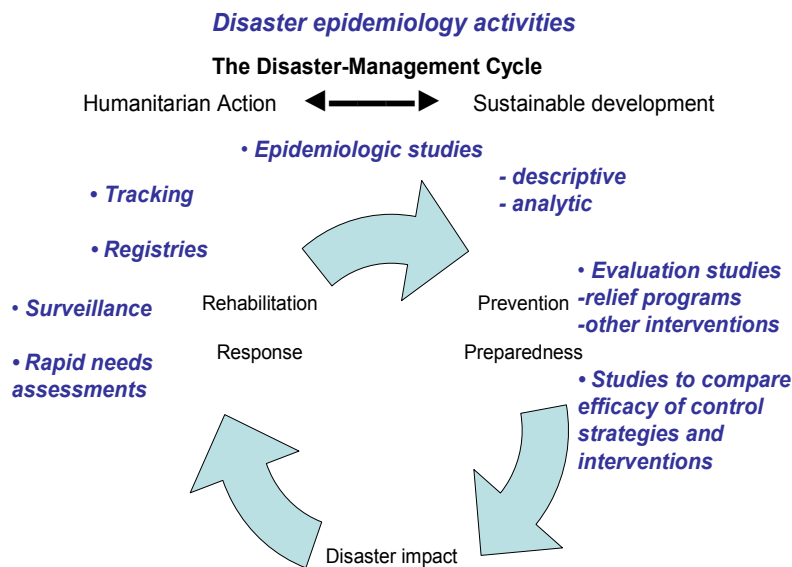 Disaster epidemiology activities
The Disaster-Management Cycle
Humanitarian Action
Sustainable development
• Epidemiologic studies
- descriptive
- analytic
• Tracking
• Registries
• Surveillance
• Rapid needs
assessments
Rehabilitation
Response
Prevention
Preparedness
• Evaluation studies
-relief programs
-other interventions
• Studies to compare
efficacy of control
strategies and
interventions
Disaster impact